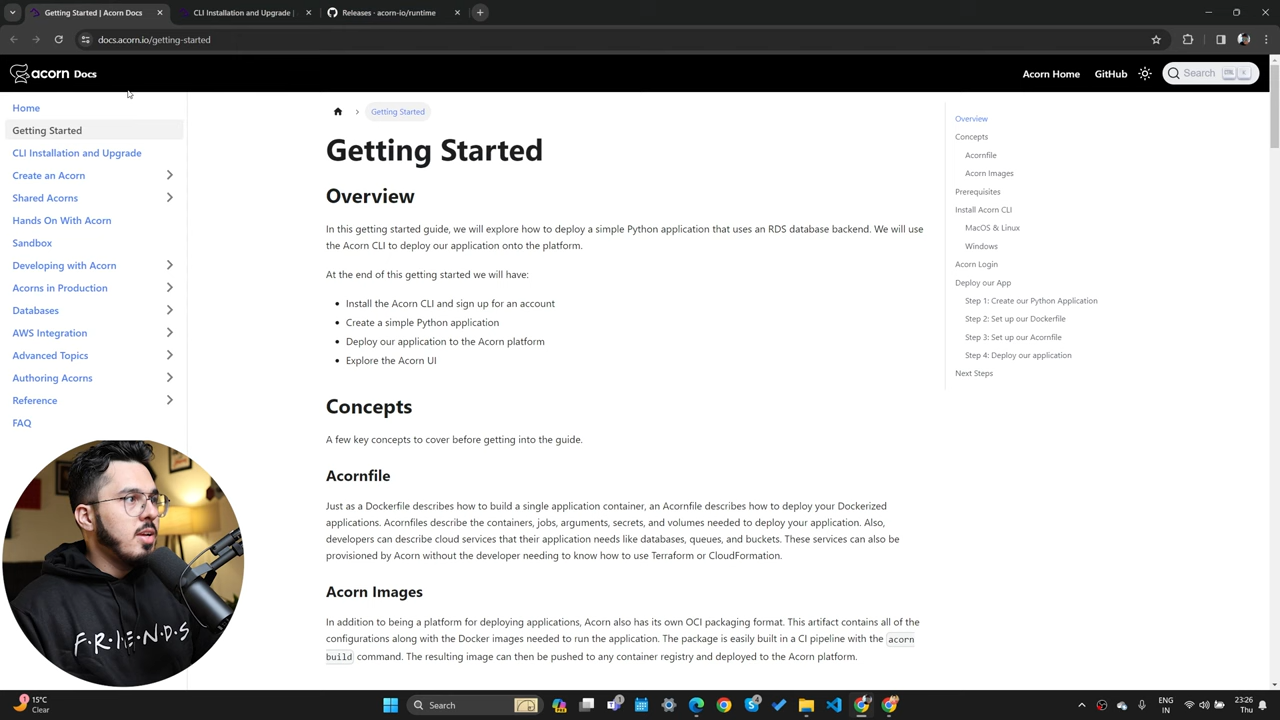 Getting Started | Acorn Docs
CLI Installation and Upgrade |
Releases · acorn-io/runtime
docs.acorn.io/getting-started
acorn Docs
Acorn Home
GitHub
Search
Home
Getting Started
CLI Installation and Upgrade
Create an Acorn
Shared Acorns
Hands On With Acorn
Sandbox
Developing with Acorn
Acorns in Production
Databases
AWS Integration
Advanced Topics
Authoring Acorns
Reference
FAQ
Getting Started
Getting Started
Overview
In this getting started guide, we will explore how to deploy a simple Python application that uses an RDS database backend. We will use
the Acorn CLI to deploy our application onto the platform.
At the end of this getting started we will have:
• Install the Acorn CLI and sign up for an account
• Create a simple Python application
• Deploy our application to the Acorn platform
• Explore the Acorn UI
Concepts
A few key concepts to cover before getting into the guide.
Acornfile
Just as a Dockerfile describes how to build a single application container, an Acornfile describes how to deploy your Dockerized
applications. Acornfiles describe the containers, jobs, arguments, secrets, and volumes needed to deploy your application. Also,
developers can describe cloud services that their application needs like databases, queues, and buckets. These services can also be
provisioned by Acorn without the developer needing to know how to use Terraform or CloudFormation.
Acorn Images
In addition to being a platform for deploying applications, Acorn also has its own OCI packaging format. This artifact contains all of the
configurations along with the Docker images needed to run the application. The package is easily built in a CI pipeline with the acorn
build command. The resulting image can then be pushed to any container registry and deployed to the Acorn platform.
Overview
Concepts
Acornfile
Acorn Images
Prerequisites
Install Acorn CLI
MacOS & Linux
Windows
Acorn Login
Deploy our App
Step 1: Create our Python Application
Step 2: Set up our Dockerfile
Step 3: Set up our Acornfile
Step 4: Deploy our application
Next Steps
F·R·I·E·N·D·S
15°C
Clear
Search
ENG
IN
23:26
Thu